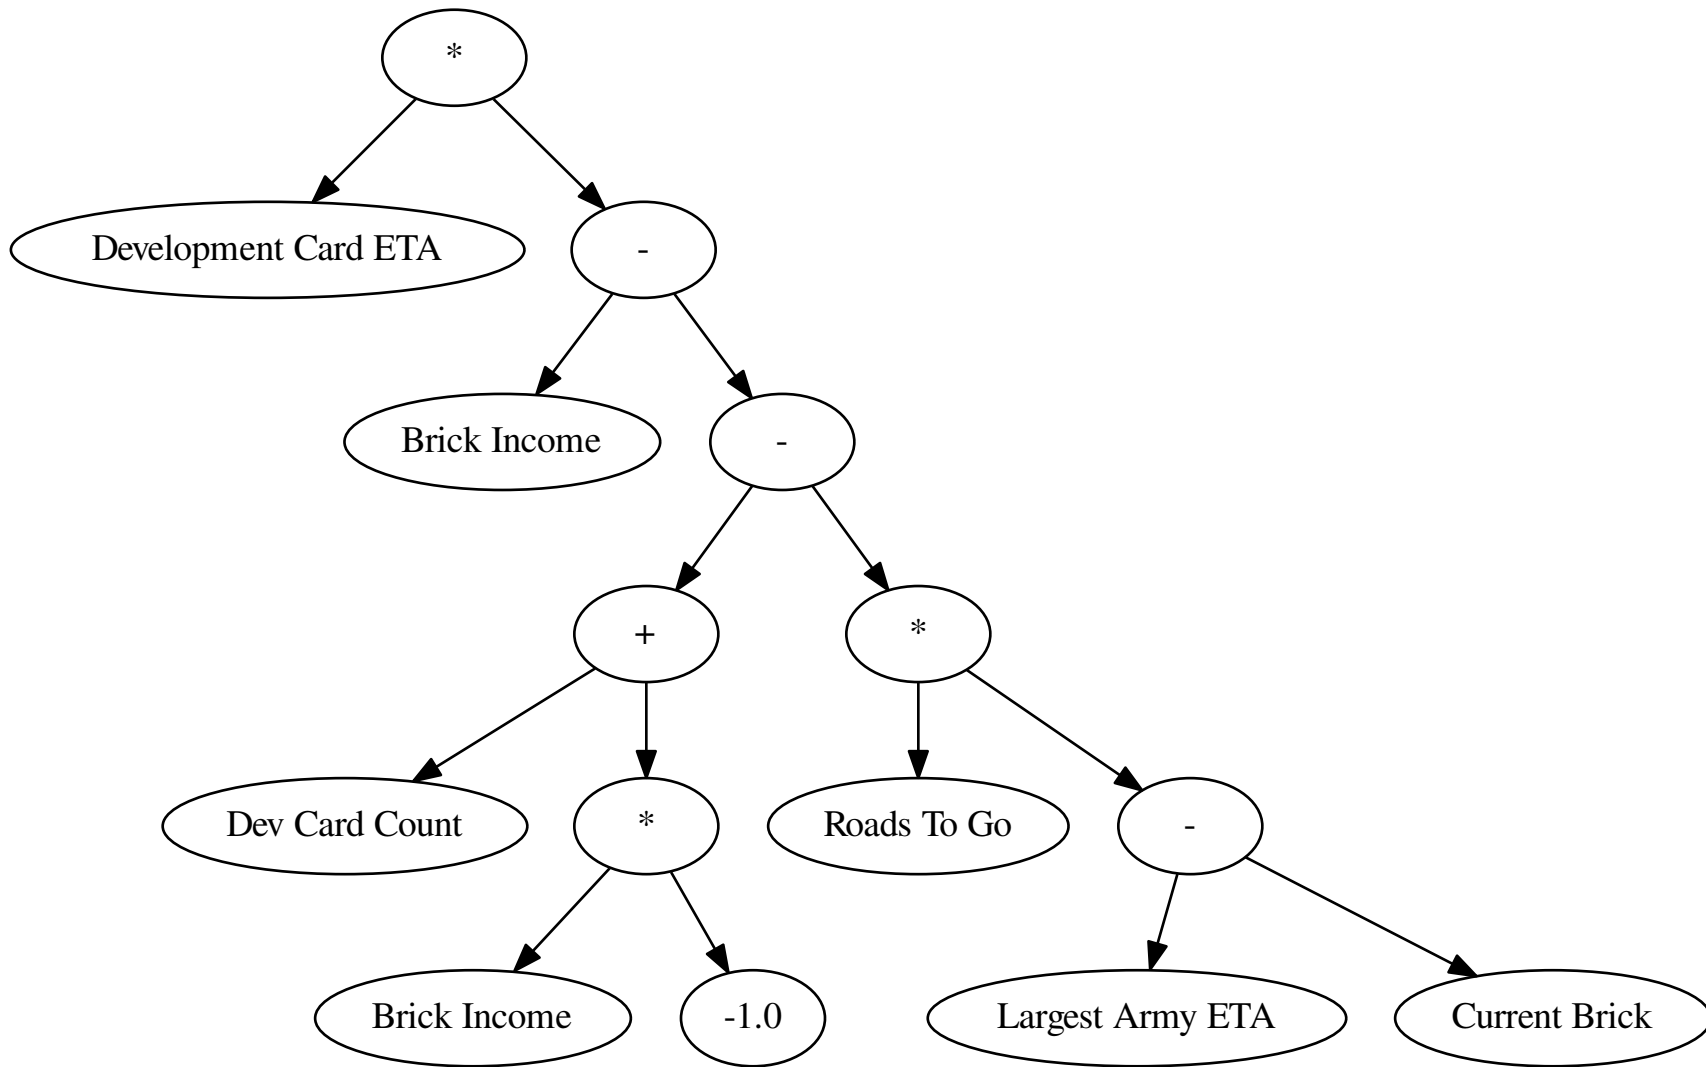 *
Development Card ETA
-
Brick Income
-
+
*
Dev Card Count
*
Roads To Go
-
Brick Income
-1.0
Largest Army ETA
Current Brick